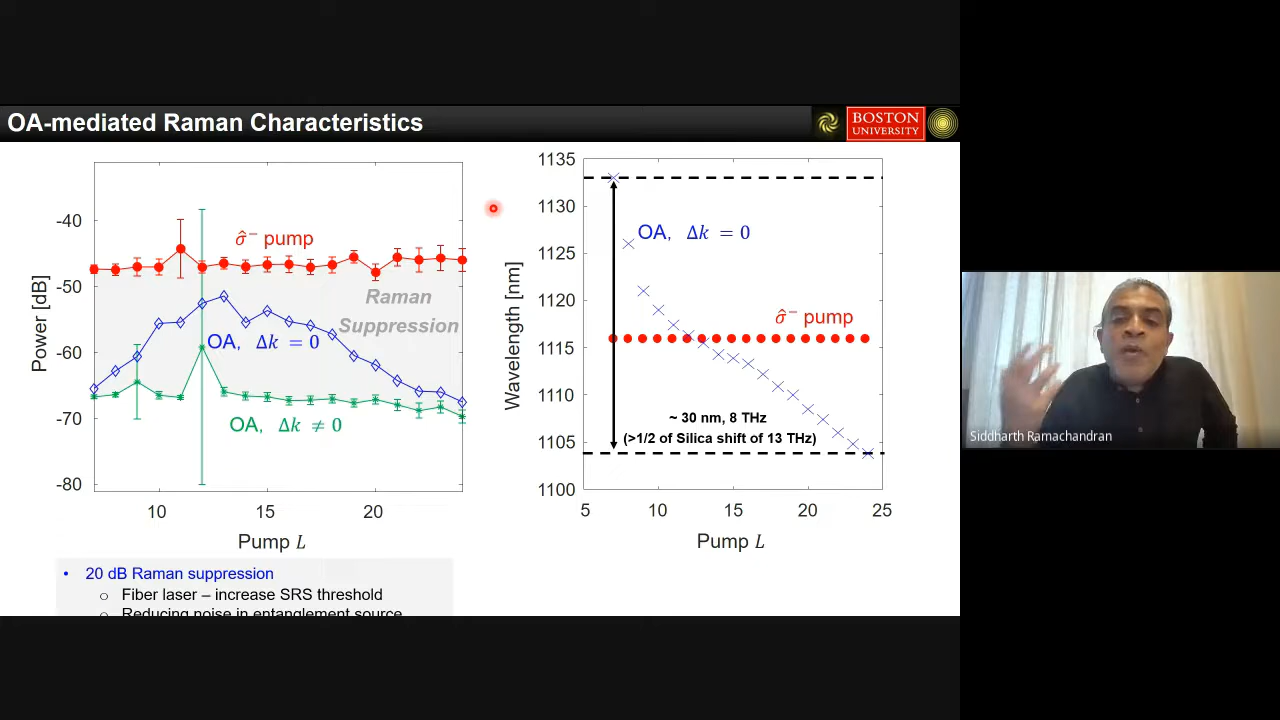 OA-mediated Raman Characteristics
BOSTON
UNIVERSITY
-40
-50
-60
-70
-80
Power [dB]
σ̂⁻ pump
Raman
Suppression
OA, Δk = 0
OA, Δk ≠ 0
10 15 20
Pump L
1135
1130
1125
1120
1115
1110
1105
1100
Wavelength [nm]
OA, Δk = 0
σ̂⁻ pump
~ 30 nm, 8 THz
(>1/2 of Silica shift of 13 THz)
5 10 15 20 25
Pump L
• 20 dB Raman suppression
○ Fiber laser – increase SRS threshold
○ Reducing noise in entanglement source
Siddharth Ramachandran